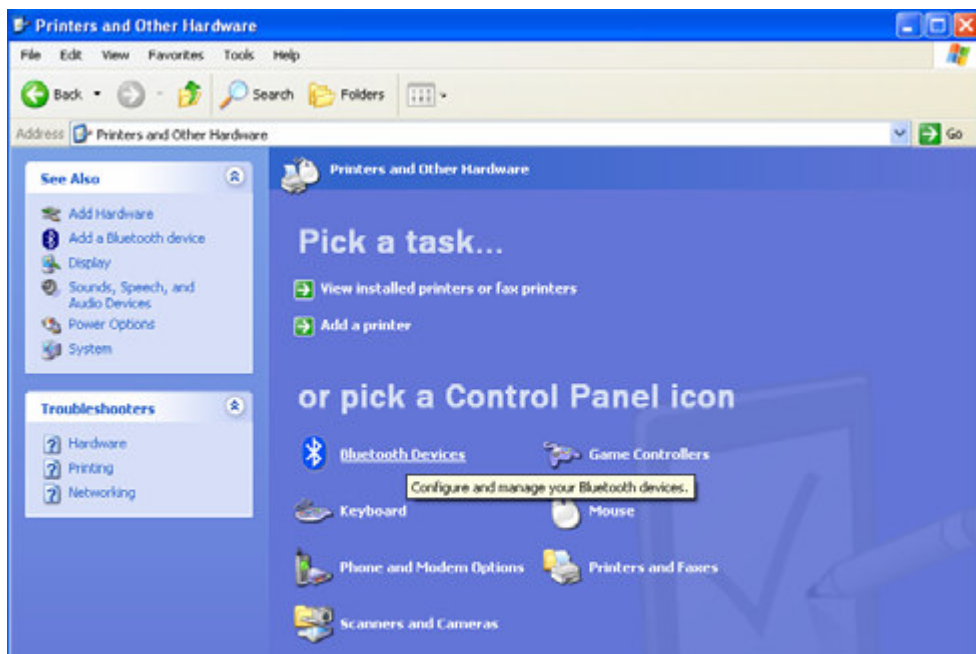 Printers and Other Hardware
File Edit View Favorites Tools Help
Back Search Folders
Address Printers and Other Hardware Go
See Also
Add Hardware
Add a Bluetooth device
Display
Sounds, Speech, and
Audio Devices
Power Options
System
Troubleshooters
Hardware
Printing
Networking
Printers and Other Hardware
Pick a task...
View installed printers or fax printers
Add a printer
or pick a Control Panel icon
Bluetooth Devices Game Controllers
Configure and manage your Bluetooth devices.
Keyboard Mouse
Phone and Modem Options Printers and Faxes
Scanners and Cameras